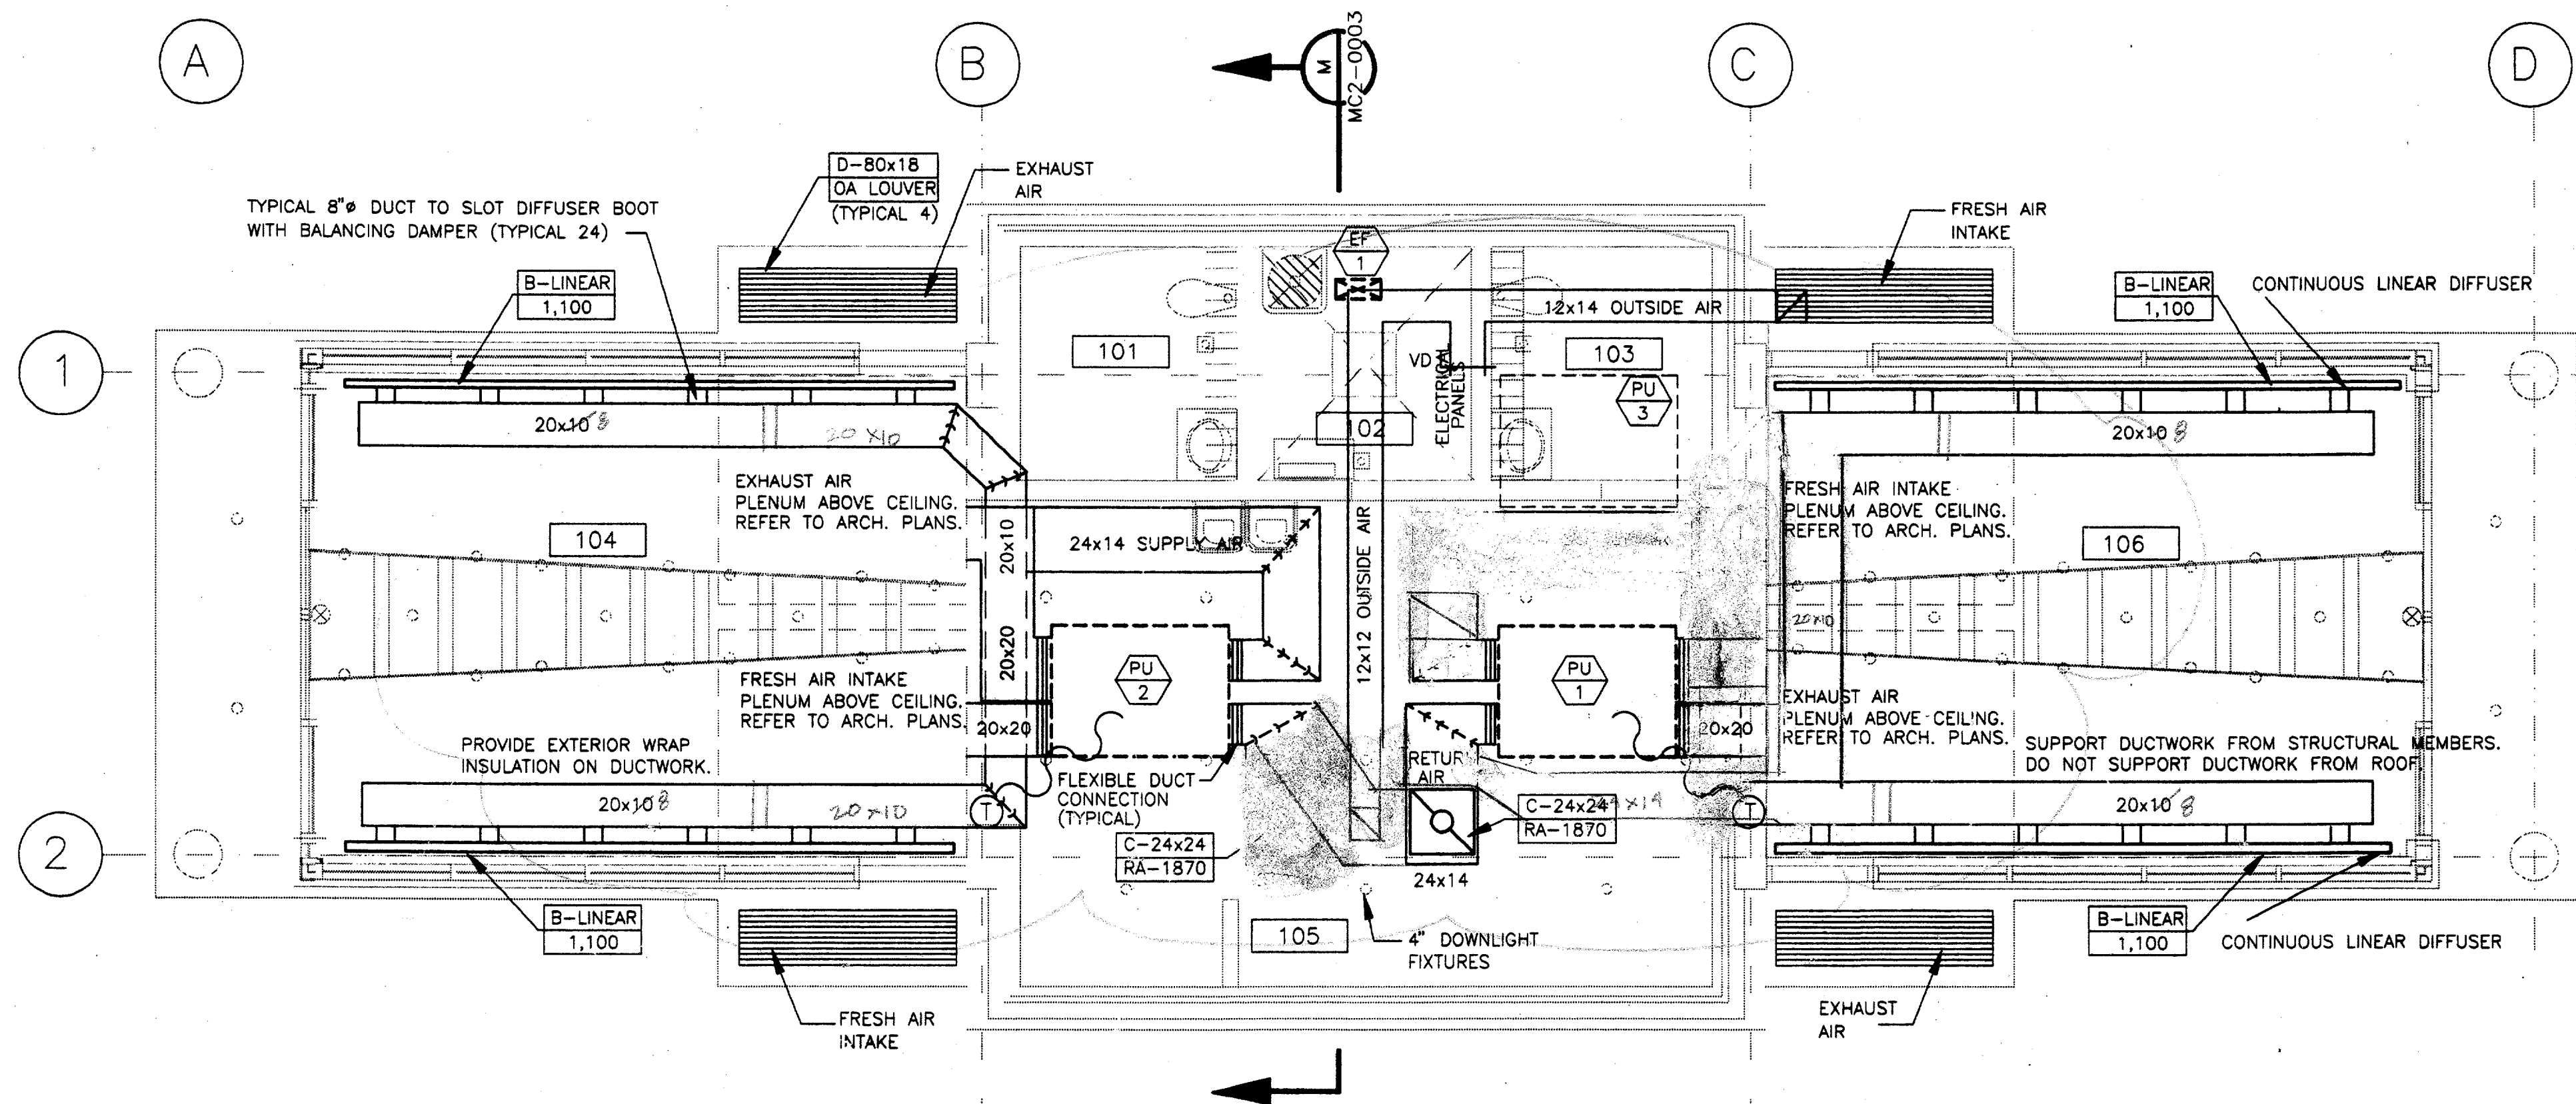 A
B
C
D
M
MC2-0003
D-80x18
OA LOUVER
(TYPICAL 4)
EXHAUST
AIR
TYPICAL 8"ø DUCT TO SLOT DIFFUSER BOOT
WITH BALANCING DAMPER (TYPICAL 24)
FRESH AIR
INTAKE
EF
1
B-LINEAR
1,100
B-LINEAR
1,100
CONTINUOUS LINEAR DIFFUSER
12x14 OUTSIDE AIR
1
101
VD
ELECTRICAL
PANELS
103
PU
3
102
20x10 8
20 X10
20x10 8
EXHAUST AIR
PLENUM ABOVE CEILING.
REFER TO ARCH. PLANS.
FRESH AIR INTAKE
PLENUM ABOVE CEILING.
REFER TO ARCH. PLANS.
104
20x10
24x14 SUPPLY AIR
12x12 OUTSIDE AIR
106
20x20
20x10
PU
2
PU
1
FRESH AIR INTAKE
PLENUM ABOVE CEILING.
REFER TO ARCH. PLANS.
EXHAUST AIR
PLENUM ABOVE CEILING.
REFER TO ARCH. PLANS.
20x20
20x20
PROVIDE EXTERIOR WRAP
INSULATION ON DUCTWORK.
SUPPORT DUCTWORK FROM STRUCTURAL MEMBERS.
DO NOT SUPPORT DUCTWORK FROM ROOF
FLEXIBLE DUCT
CONNECTION
(TYPICAL)
RETUR
AIR
20x10 8
20x10
T
C-24x24
RA-1870
T
20x10 8
2
C-24x24
RA-1870
24x14
B-LINEAR
1,100
105
4" DOWNLIGHT
FIXTURES
B-LINEAR
1,100
CONTINUOUS LINEAR DIFFUSER
FRESH AIR
INTAKE
EXHAUST
AIR